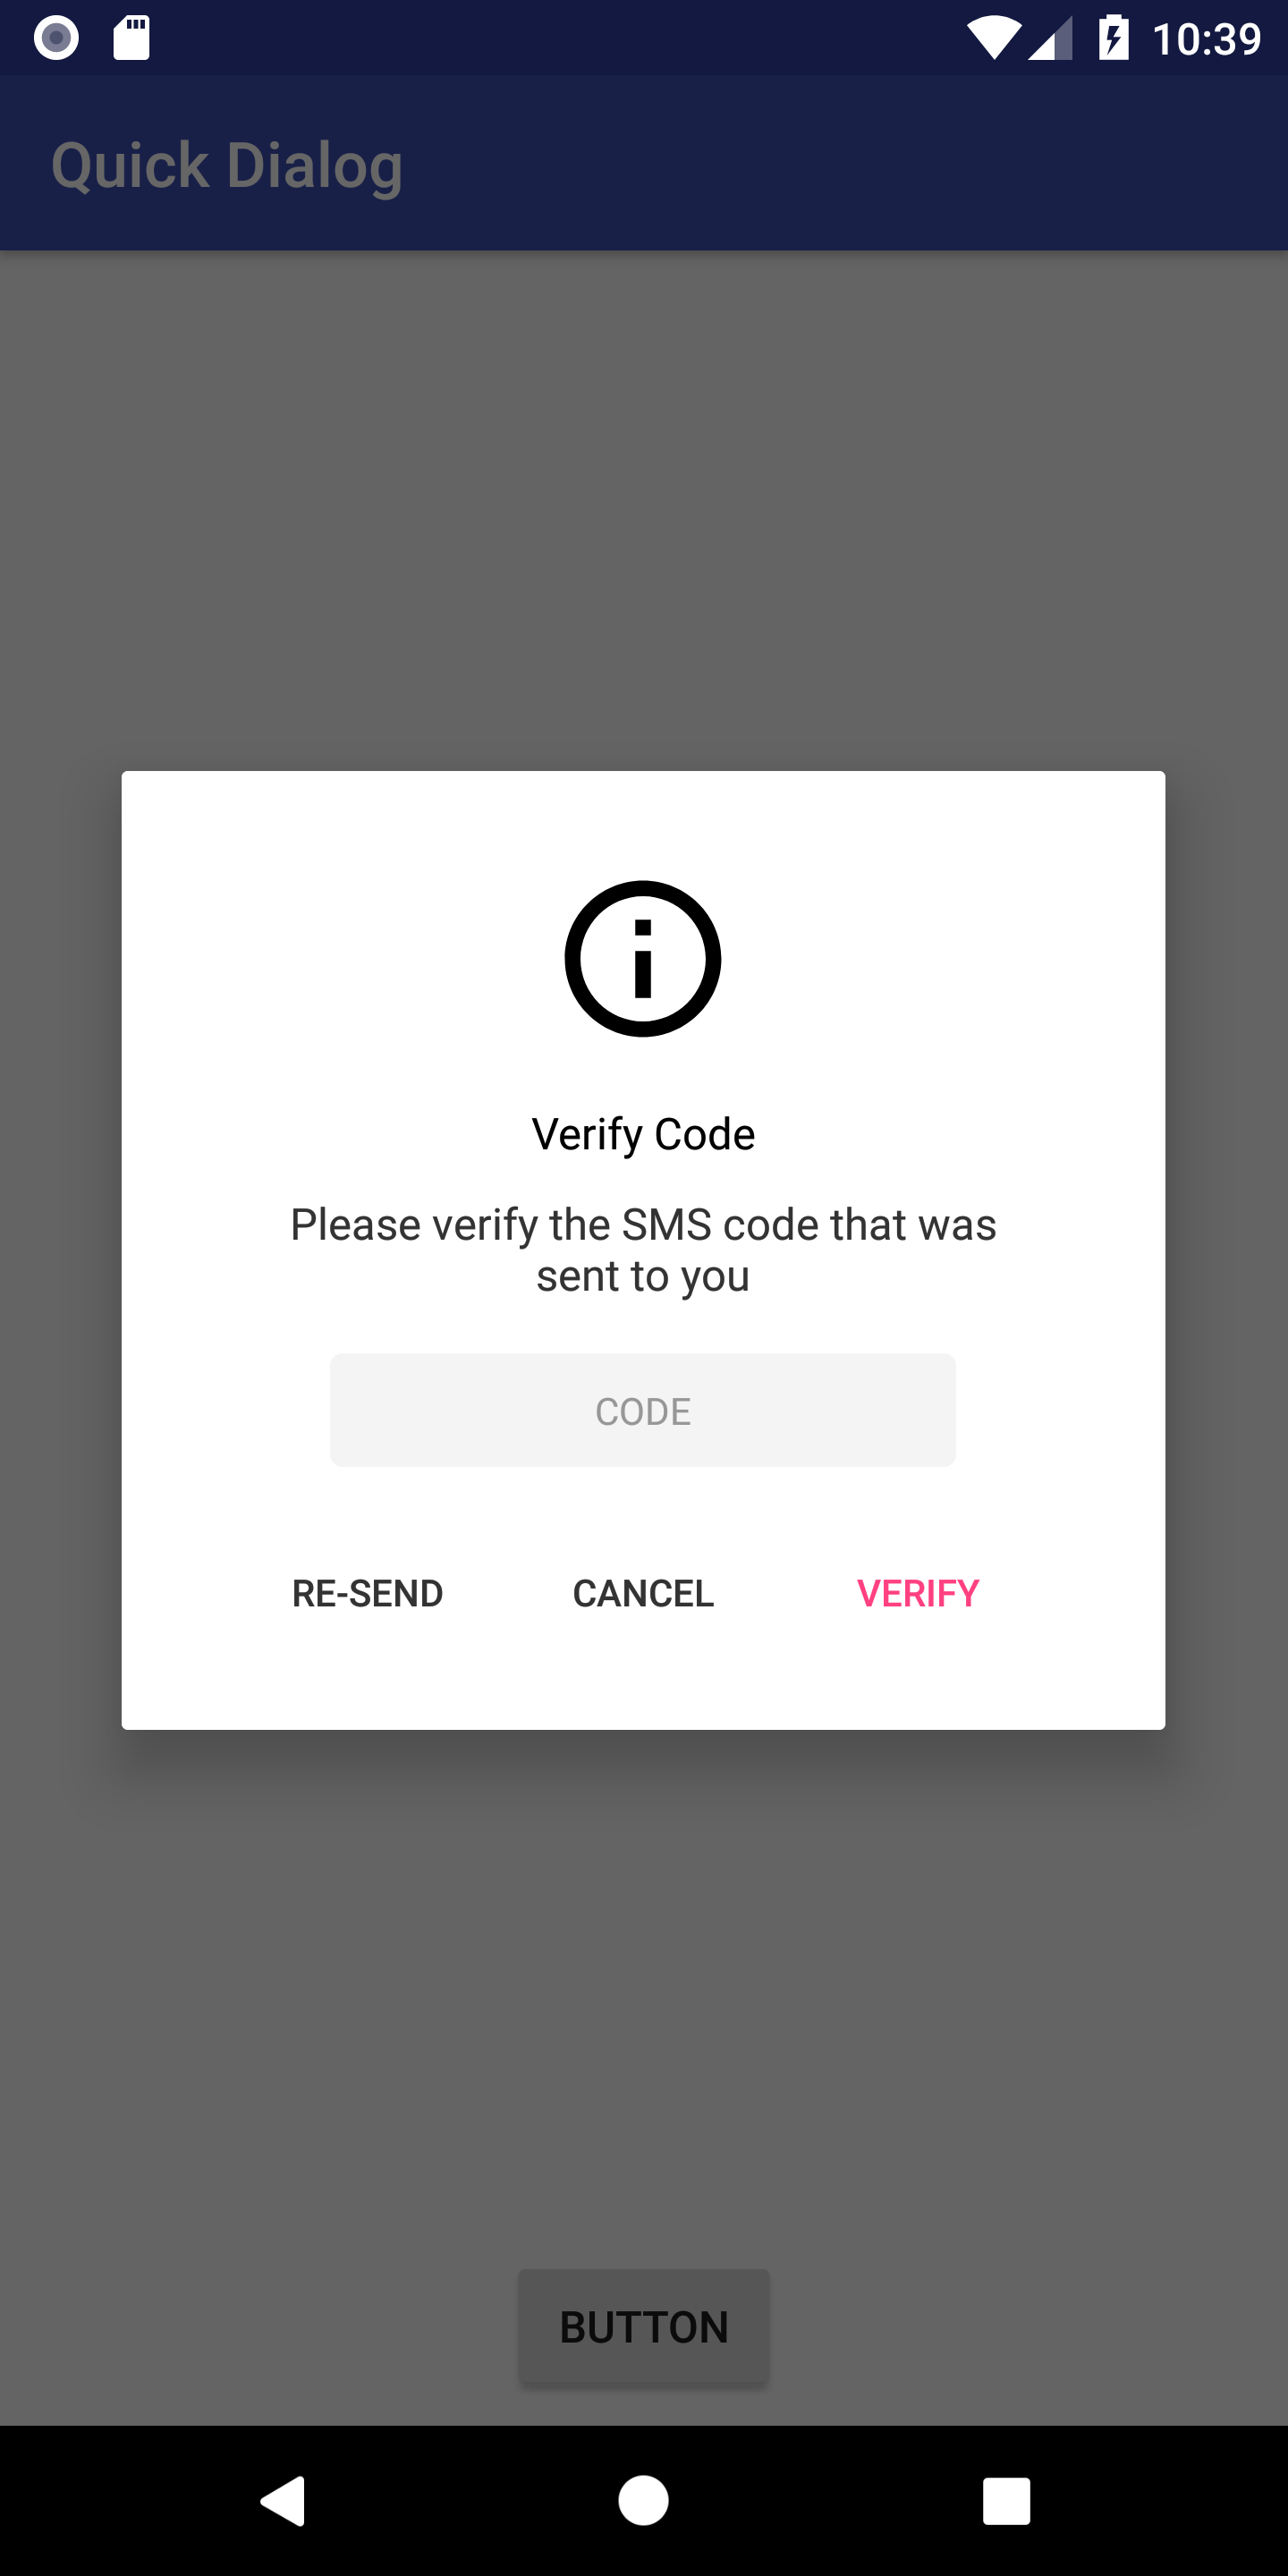 10:39
Quick Dialog
Verify Code
Please verify the SMS code that was
sent to you
CODE
RE-SEND CANCEL VERIFY
BUTTON